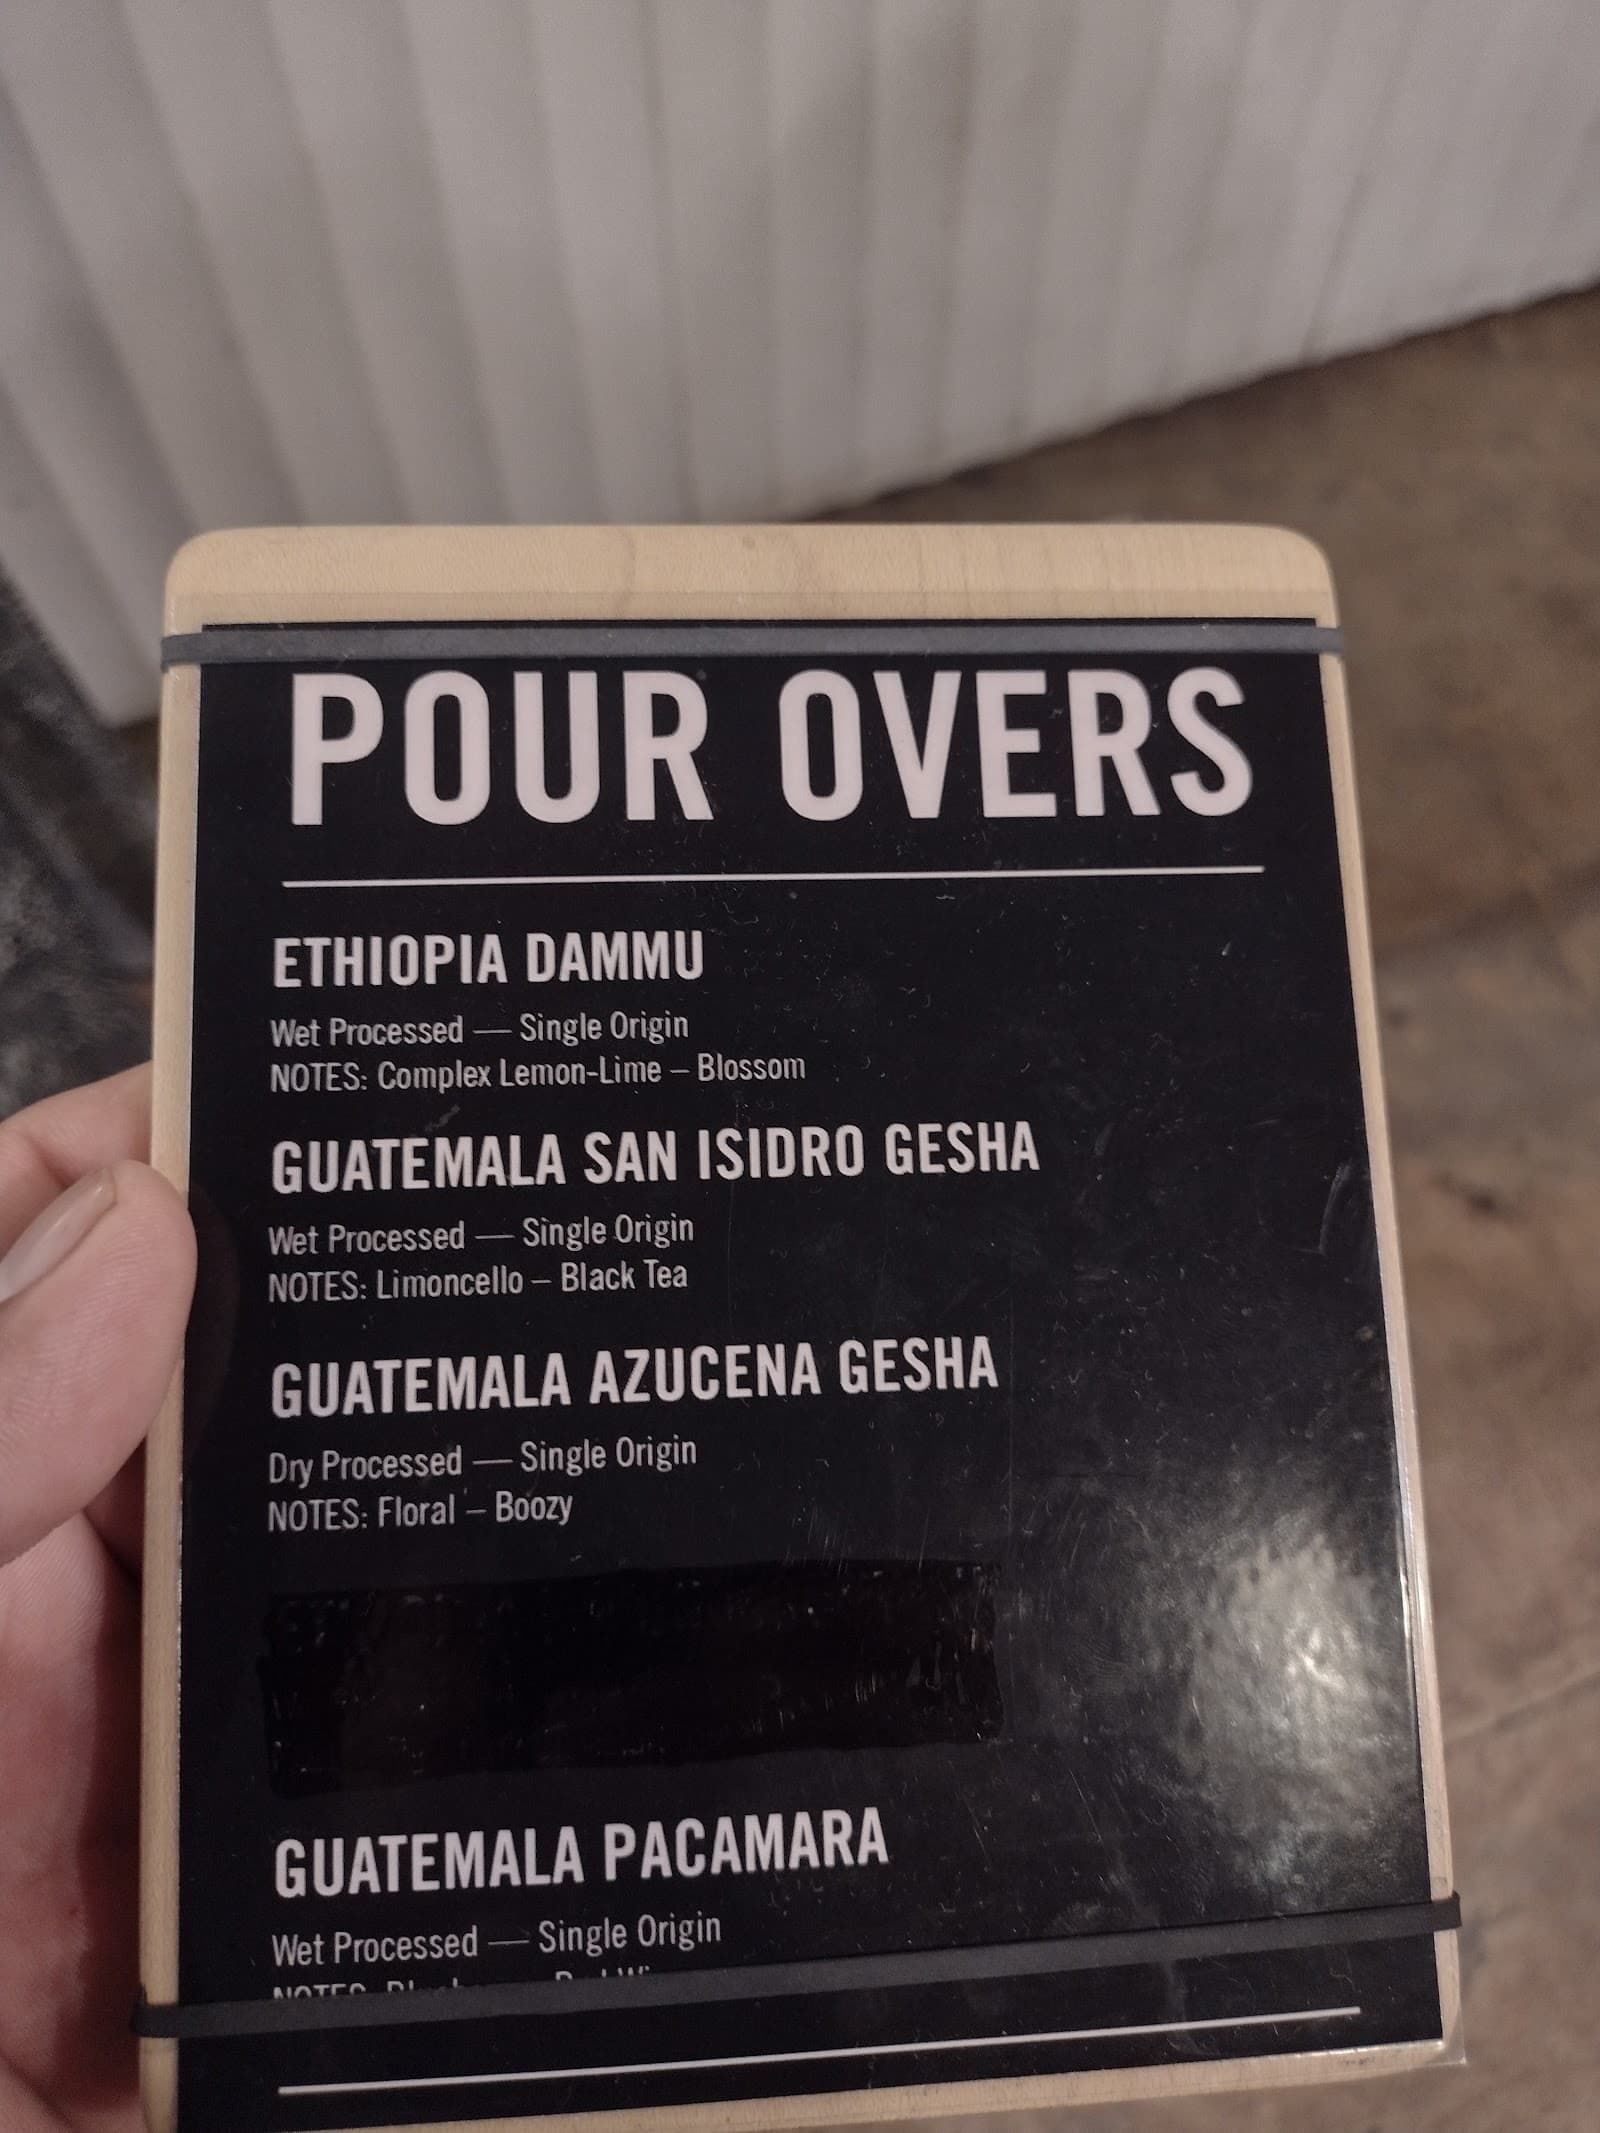 POUR OVERS
ETHIOPIA DAMMU
Wet Processed — Single Origin
NOTES: Complex Lemon-Lime – Blossom
GUATEMALA SAN ISIDRO GESHA
Wet Processed — Single Origin
NOTES: Limoncello – Black Tea
GUATEMALA AZUCENA GESHA
Dry Processed — Single Origin
NOTES: Floral – Boozy
GUATEMALA PACAMARA
Wet Processed — Single Origin
NOTES: